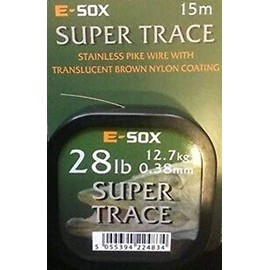 E-SOX 15m
SUPER TRACE
STAINLESS PIKE WIRE WITH
TRANSLUCENT BROWN NYLON COATING
E-SOX
28lb 12.7kg
0.38mm
SUPER
TRACE
5 055394 224834